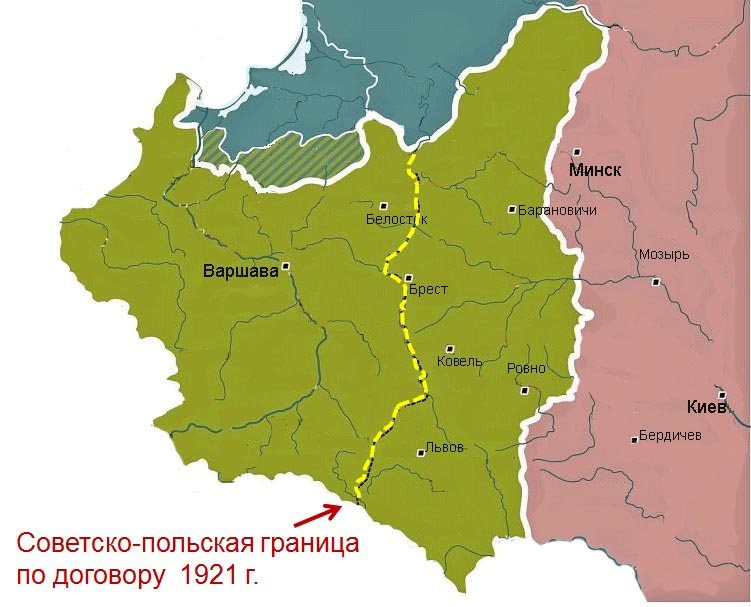 Минск
Белосток
Барановичи
Мозырь
Варшава
Брест
Ковель
Ровно
Киев
Бердичев
Львов
Советско-польская граница
по договору 1921 г.